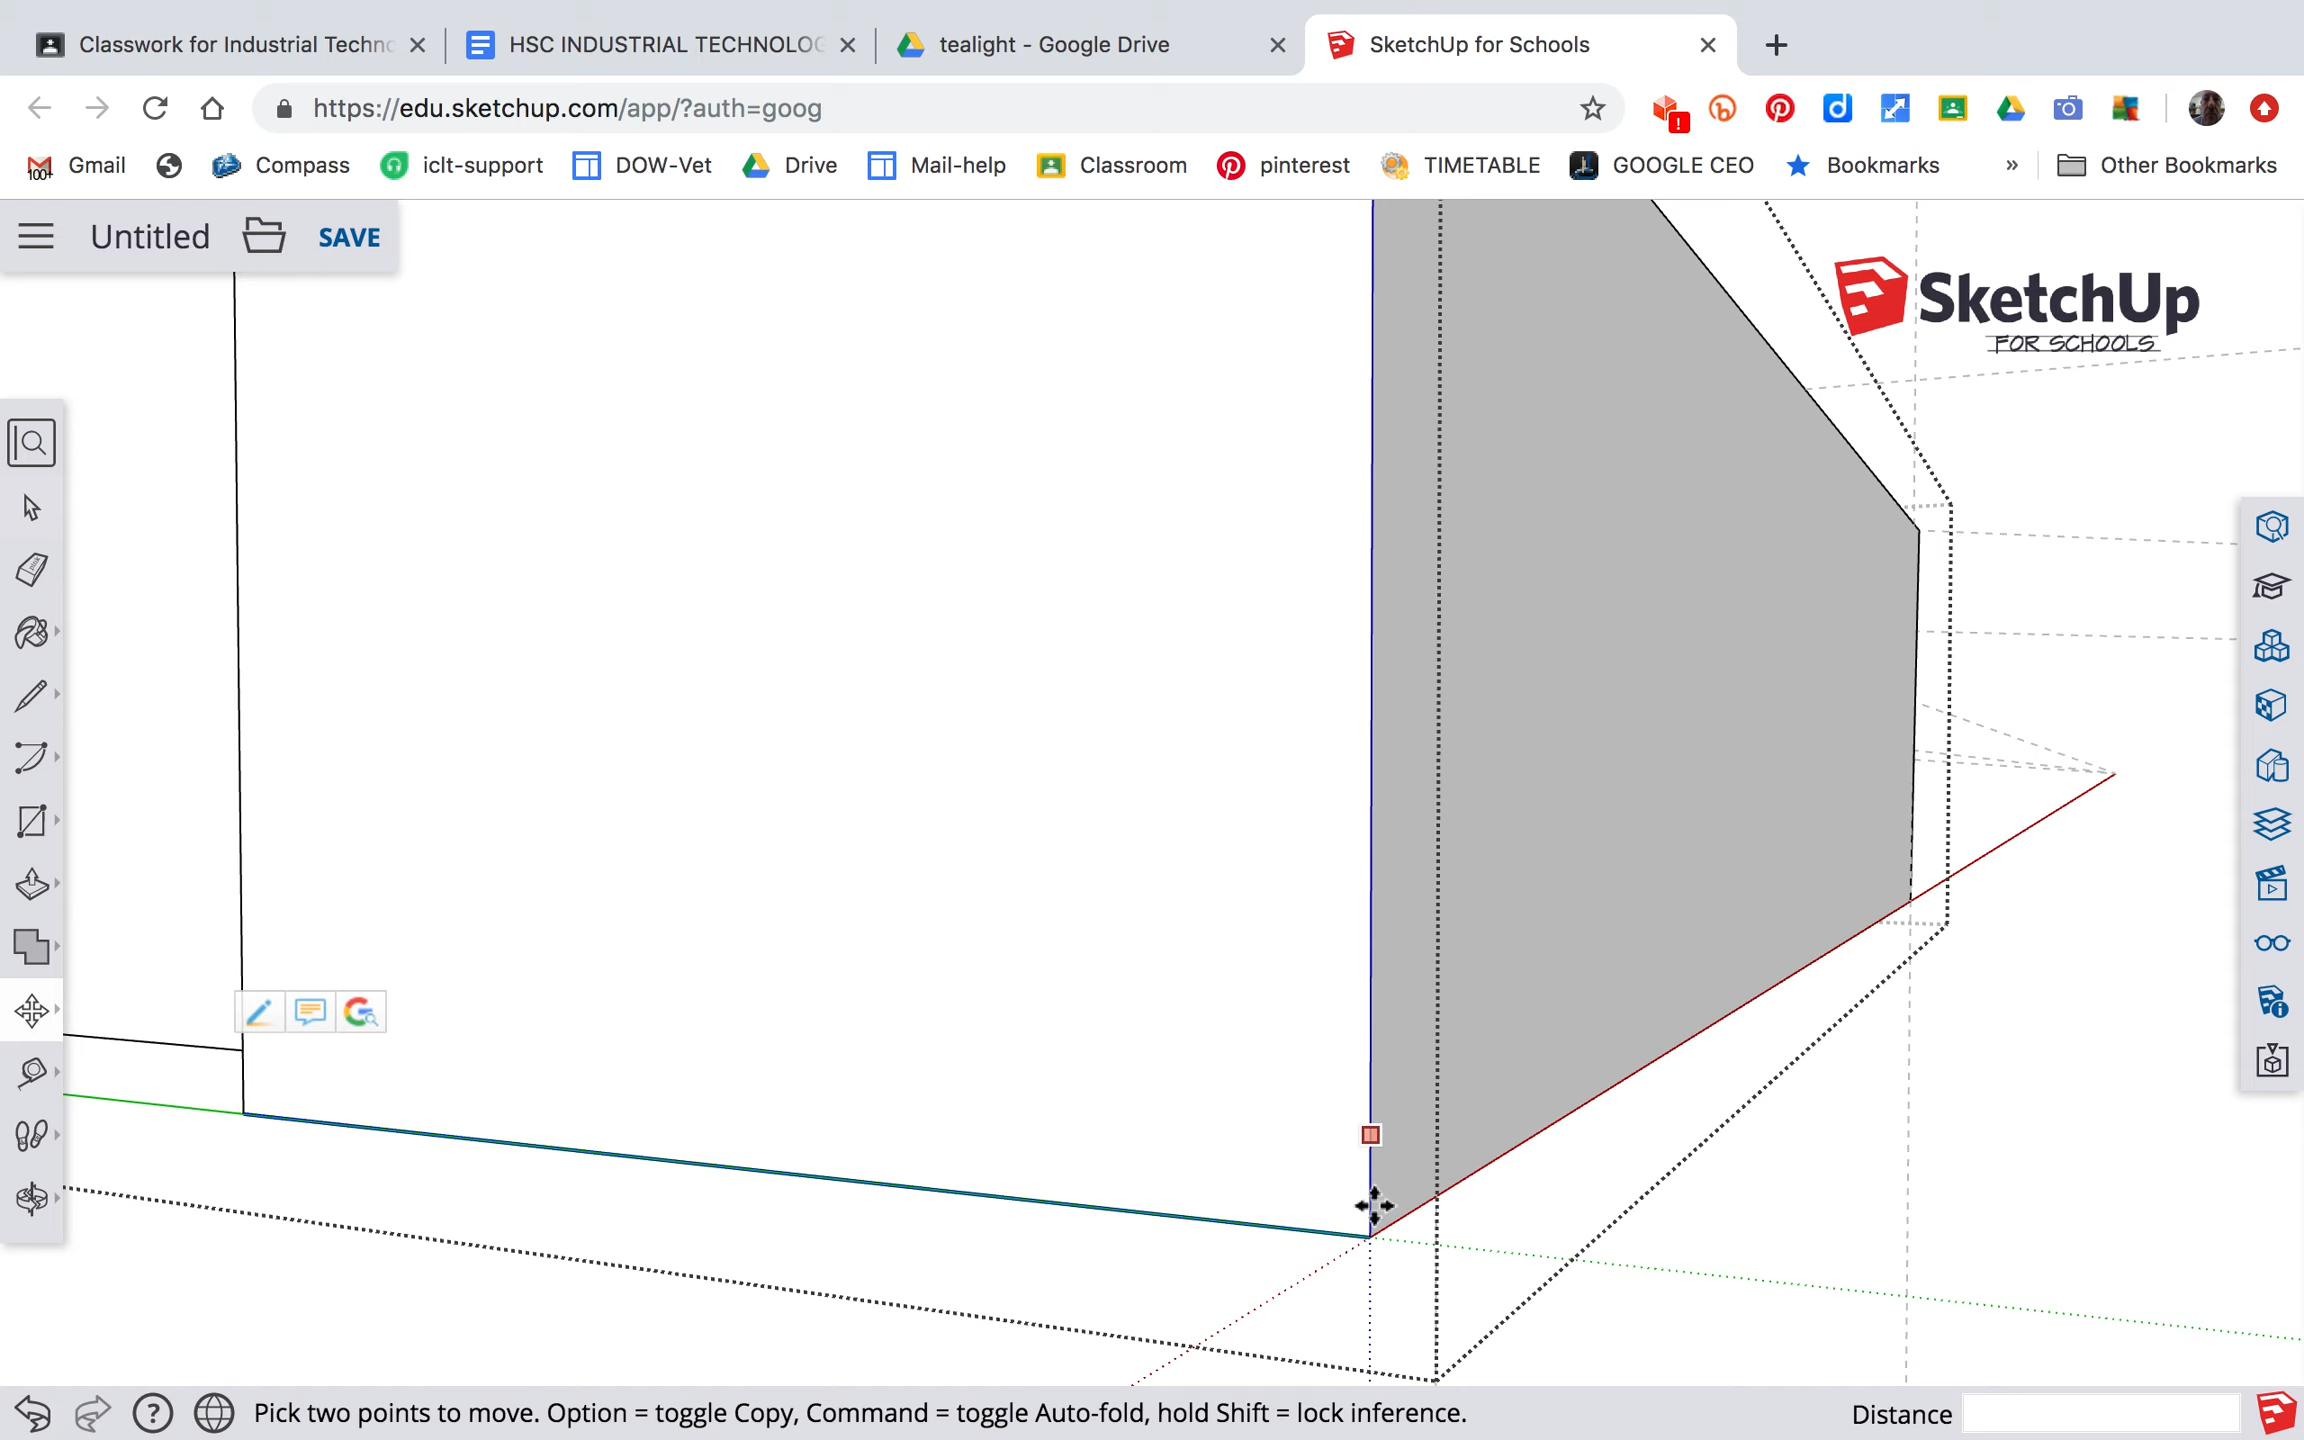 Classwork for Industrial Techno
HSC INDUSTRIAL TECHNOLOG
tealight - Google Drive
SketchUp for Schools
https://edu.sketchup.com/app/?auth=goog
100+ Gmail
Compass
iclt-support
DOW-Vet
Drive
Mail-help
Classroom
pinterest
TIMETABLE
GOOGLE CEO
Bookmarks
»
Other Bookmarks
Untitled
SAVE
SketchUp
FOR SCHOOLS
Pick two points to move. Option = toggle Copy, Command = toggle Auto-fold, hold Shift = lock inference.
Distance